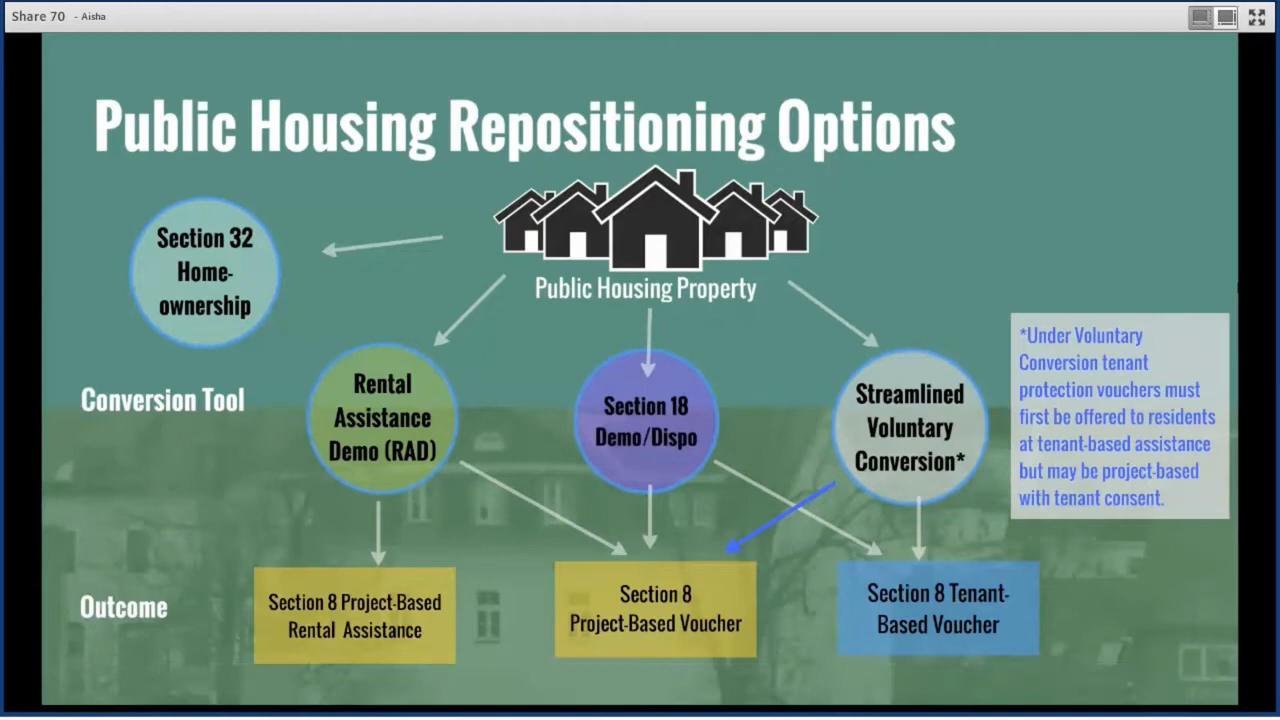 Share 70 - Aisha
Public Housing Repositioning Options
Section 32
Home-
ownership
Public Housing Property
Conversion Tool
Rental
Assistance
Demo (RAD)
Section 18
Demo/Dispo
Streamlined
Voluntary
Conversion*
*Under Voluntary
Conversion tenant
protection vouchers must
first be offered to residents
at tenant-based assistance
but may be project-based
with tenant consent.
Outcome
Section 8 Project-Based
Rental Assistance
Section 8
Project-Based Voucher
Section 8 Tenant-
Based Voucher